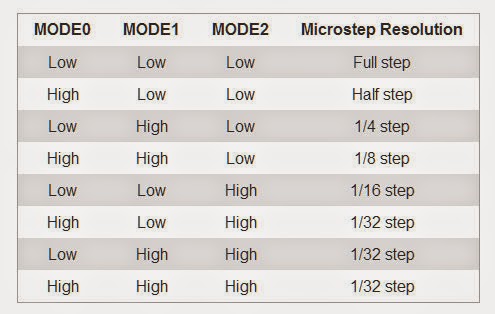 MODE0 MODE1 MODE2 Microstep Resolution
Low Low Low Full step
High Low Low Half step
Low High Low 1/4 step
High High Low 1/8 step
Low Low High 1/16 step
High Low High 1/32 step
Low High High 1/32 step
High High High 1/32 step